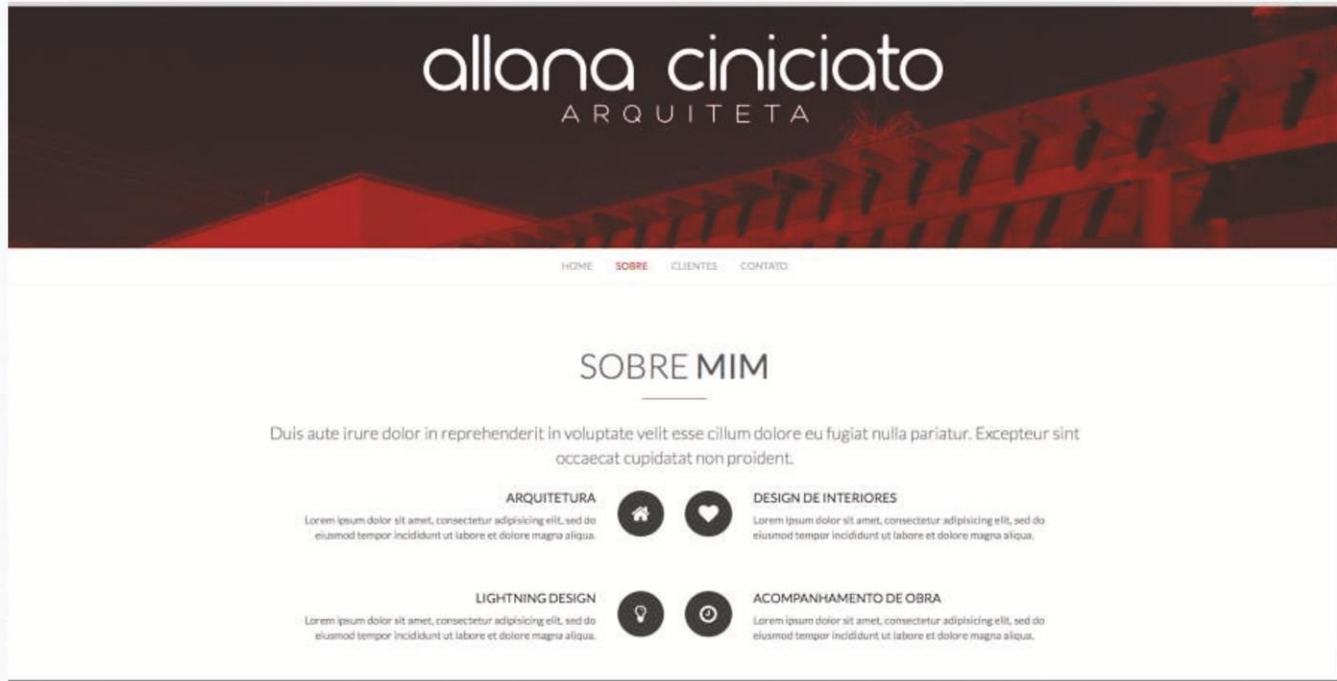 allana ciniciato
ARQUITETA
HOME SOBRE CLIENTES CONTATO
SOBRE MIM
Duis aute irure dolor in reprehenderit in voluptate velit esse cillum dolore eu fugiat nulla pariatur. Excepteur sint
occaecat cupidatat non proident.
ARQUITETURA
Lorem ipsum dolor sit amet, consectetur adipisicing elit, sed do
eiusmod tempor incididunt ut labore et dolore magna aliqua.
DESIGN DE INTERIORES
Lorem ipsum dolor sit amet, consectetur adipisicing elit, sed do
eiusmod tempor incididunt ut labore et dolore magna aliqua.
LIGHTNING DESIGN
Lorem ipsum dolor sit amet, consectetur adipisicing elit, sed do
eiusmod tempor incididunt ut labore et dolore magna aliqua.
ACOMPANHAMENTO DE OBRA
Lorem ipsum dolor sit amet, consectetur adipisicing elit, sed do
eiusmod tempor incididunt ut labore et dolore magna aliqua.